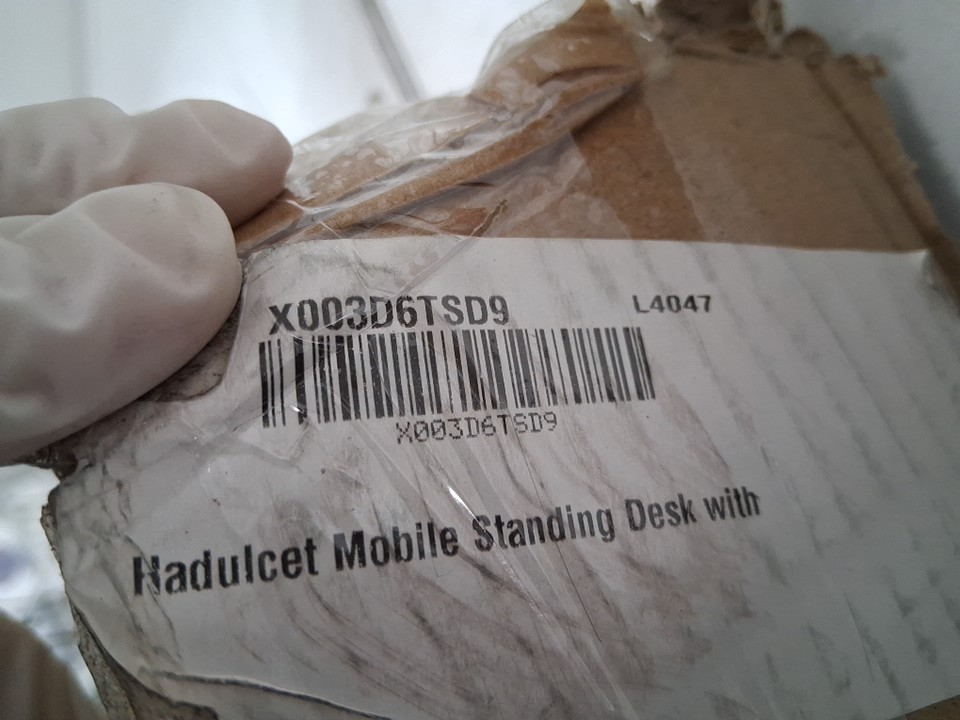 X003D6TSD9 L4047
X003D6TSD9
Hadulcet Mobile Standing Desk with